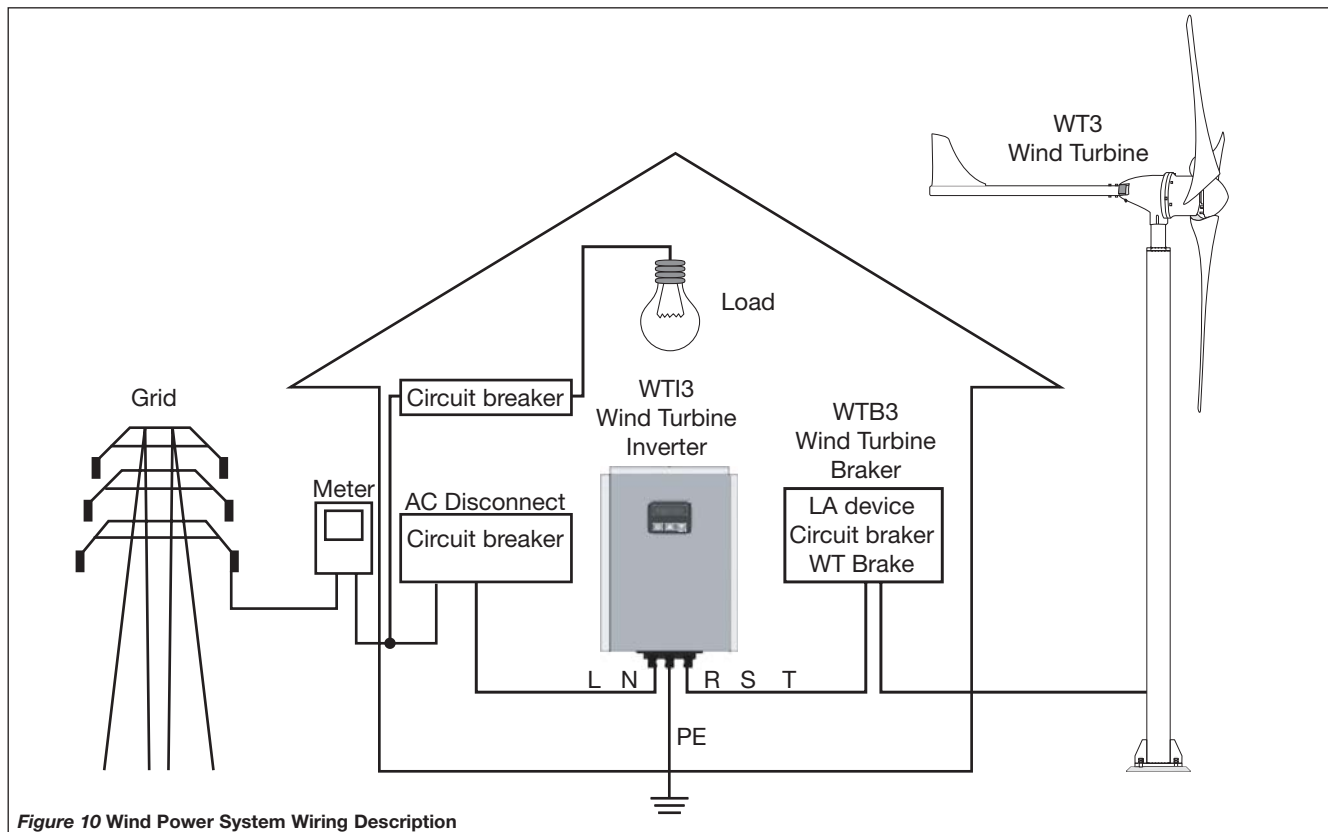 WT3
Wind Turbine
Load
Grid
Circuit breaker
WTI3
Wind Turbine
Inverter
WTB3
Wind Turbine
Braker
Meter
AC Disconnect
Circuit breaker
LA device
Circuit braker
WT Brake
L N R S T
PE
Figure 10 Wind Power System Wiring Description